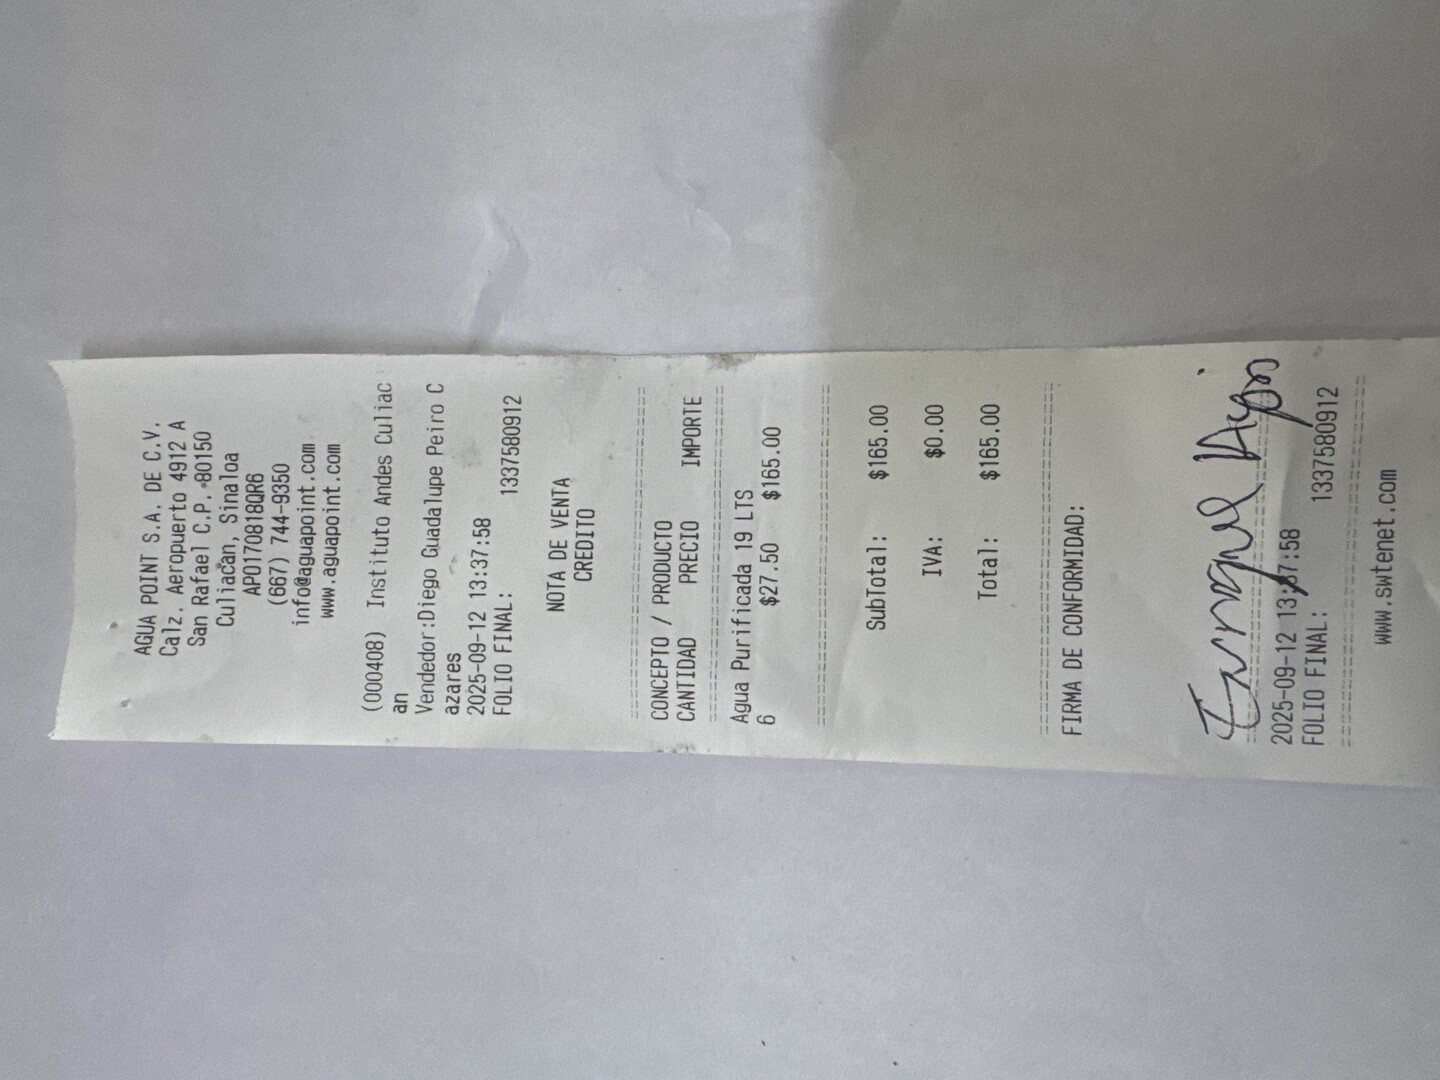 AGUA POINT S.A. DE C.V.
Calz. Aeropuerto 4912 A
San Rafael C.P. 80150
Culiacan, Sinaloa
APO170818QR6
(667) 744-9350
info@aguapoint.com
www.aguapoint.com
(000408) Instituto Andes Culiac
an
Vendedor:Diego Guadalupe Peiro C
azares
2025-09-12 13:37:58
FOLIO FINAL: 1337580912
NOTA DE VENTA
CREDITO
CONCEPTO / PRODUCTO
CANTIDAD PRECIO IMPORTE
Agua Purificada 19 LTS
6 $27.50 $165.00
SubTotal: $165.00
IVA: $0.00
Total: $165.00
FIRMA DE CONFORMIDAD:
Enrique
2025-09-12 13:37:58
FOLIO FINAL: 1337580912
www.swtenet.com